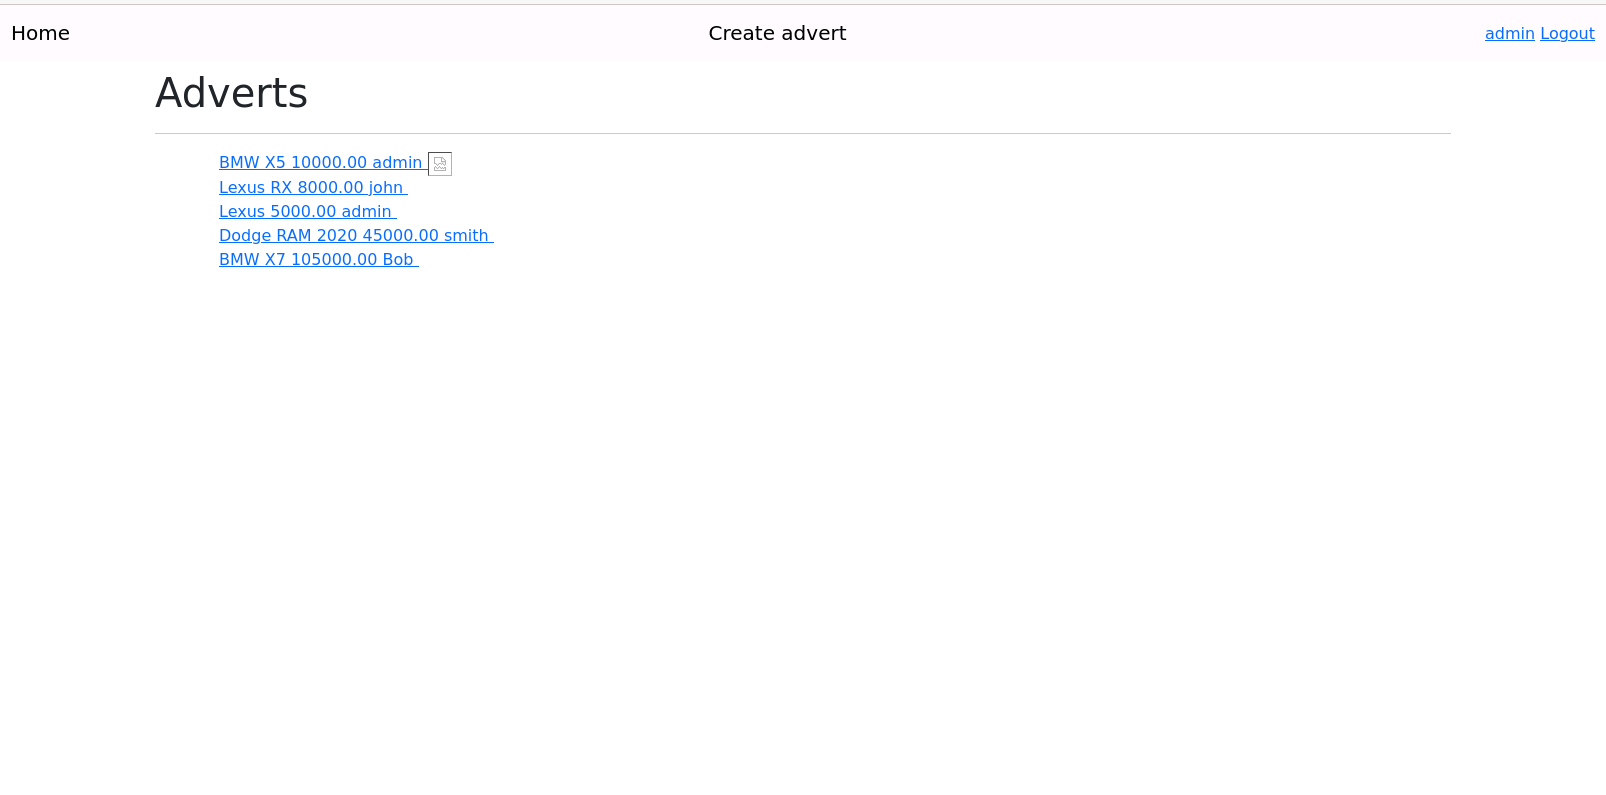 Home Create advert admin Logout
Adverts
BMW X5 10000.00 admin
Lexus RX 8000.00 john
Lexus 5000.00 admin
Dodge RAM 2020 45000.00 smith
BMW X7 105000.00 Bob